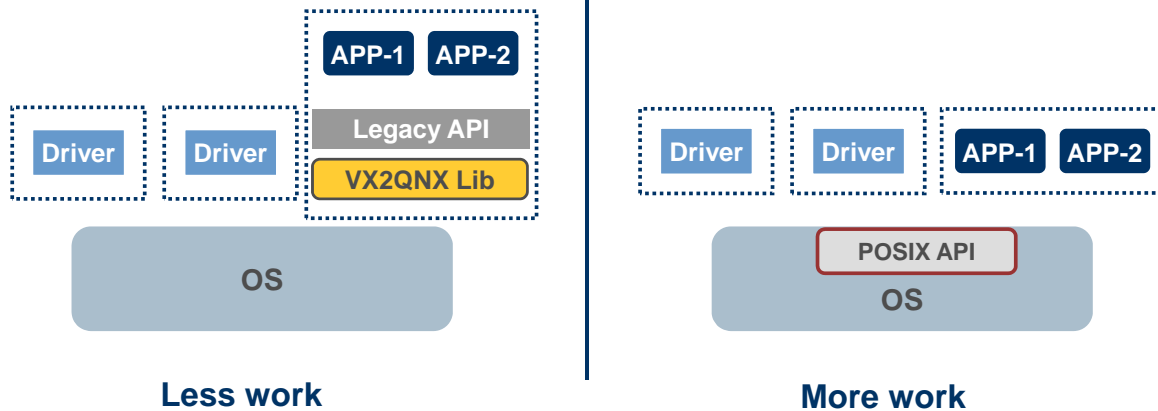 APP-1 APP-2
Legacy API
Driver Driver
VX2QNX Lib
OS
Less work
Driver Driver APP-1 APP-2
POSIX API
OS
More work